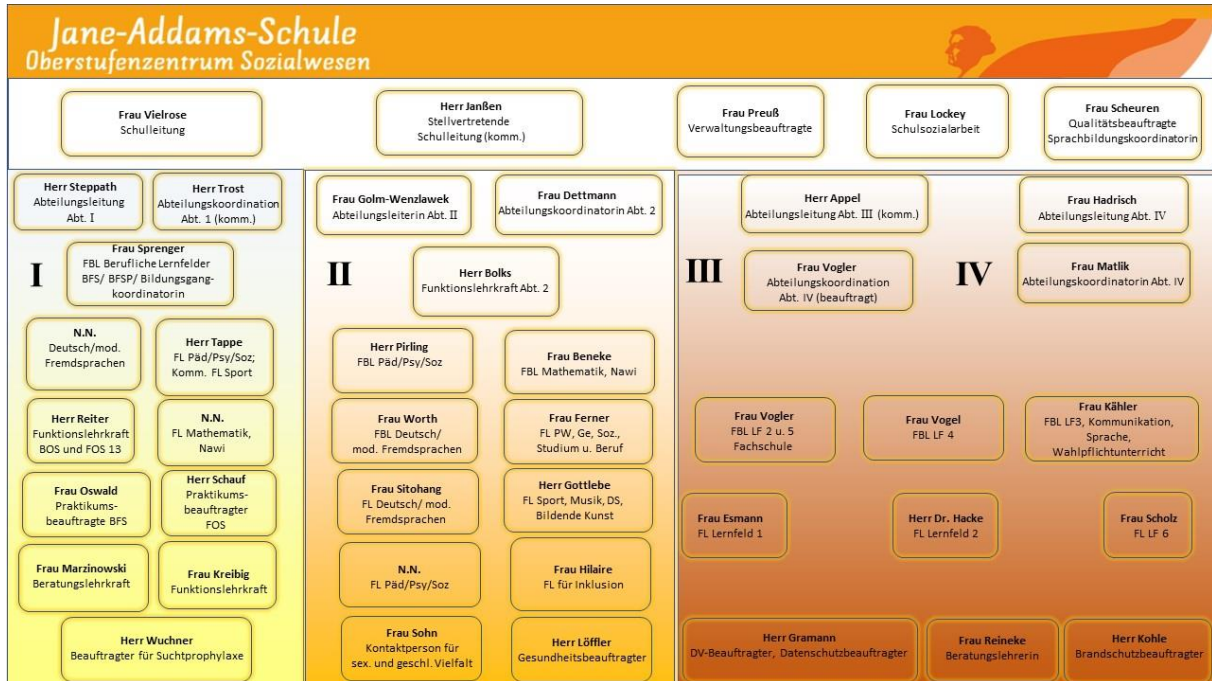 Jane-Addams-Schule
Oberstufenzentrum Sozialwesen
Frau Vielrose
Schulleitung
Herr Janßen
Stellvertretende
Schulleitung (komm.)
Frau Preuß
Verwaltungsbeauftragte
Frau Lockey
Schulsozialarbeit
Frau Scheuren
Qualitätsbeauftragte
Sprachbildungskoordinatorin
Herr Steppath
Abteilungsleitung
Abt. I
Herr Trost
Abteilungskoordination
Abt. 1 (komm.)
I
Frau Sprenger
FBL Berufliche Lernfelder
BFS/ BFSP/ Bildungsgang-
koordinatorin
N.N.
Deutsch/mod.
Fremdsprachen
Herr Tappe
FL Päd/Psy/Soz;
Komm. FL Sport
Herr Reiter
Funktionslehrkraft
BOS und FOS 13
N.N.
FL Mathematik,
Nawi
Frau Oswald
Praktikums-
beauftragte BFS
Herr Schauf
Praktikums-
beauftragter
FOS
Frau Marzinowski
Beratungslehrkraft
Frau Kreibig
Funktionslehrkraft
Herr Wuchner
Beauftragter für Suchtprophylaxe
Frau Golm-Wenzlawek
Abteilungsleiterin Abt. II
Frau Dettmann
Abteilungskoordinatorin Abt. 2
II
Herr Bolks
Funktionslehrkraft Abt. 2
Herr Pirling
FBL Päd/Psy/Soz
Frau Beneke
FBL Mathematik, Nawi
Frau Worth
FBL Deutsch/
mod. Fremdsprachen
Frau Ferner
FL PW, Ge, Soz.,
Studium u. Beruf
Frau Sitohang
FL Deutsch/ mod.
Fremdsprachen
Herr Gottlebe
FL Sport, Musik, DS,
Bildende Kunst
N.N.
FL Päd/Psy/Soz
Frau Hilaire
FL für Inklusion
Frau Sohn
Kontaktperson für
sex. und geschl. Vielfalt
Herr Löffler
Gesundheitsbeauftragter
Herr Appel
Abteilungsleitung Abt. III (komm.)
Frau Hadrisch
Abteilungsleitung Abt. IV
III
Frau Vogler
Abteilungskoordination
Abt. IV (beauftragt)
IV
Frau Matlik
Abteilungskoordinatorin Abt. IV
Frau Vogler
FBL LF 2 u. 5
Fachschule
Frau Vogel
FBL LF 4
Frau Kähler
FBL LF3, Kommunikation,
Sprache,
Wahlpflichtunterricht
Frau Esmann
FL Lernfeld 1
Herr Dr. Hacke
FL Lernfeld 2
Frau Scholz
FL LF 6
Herr Gramann
DV-Beauftragter, Datenschutzbeauftragter
Frau Reineke
Beratungslehrerin
Herr Kohle
Brandschutzbeauftragter